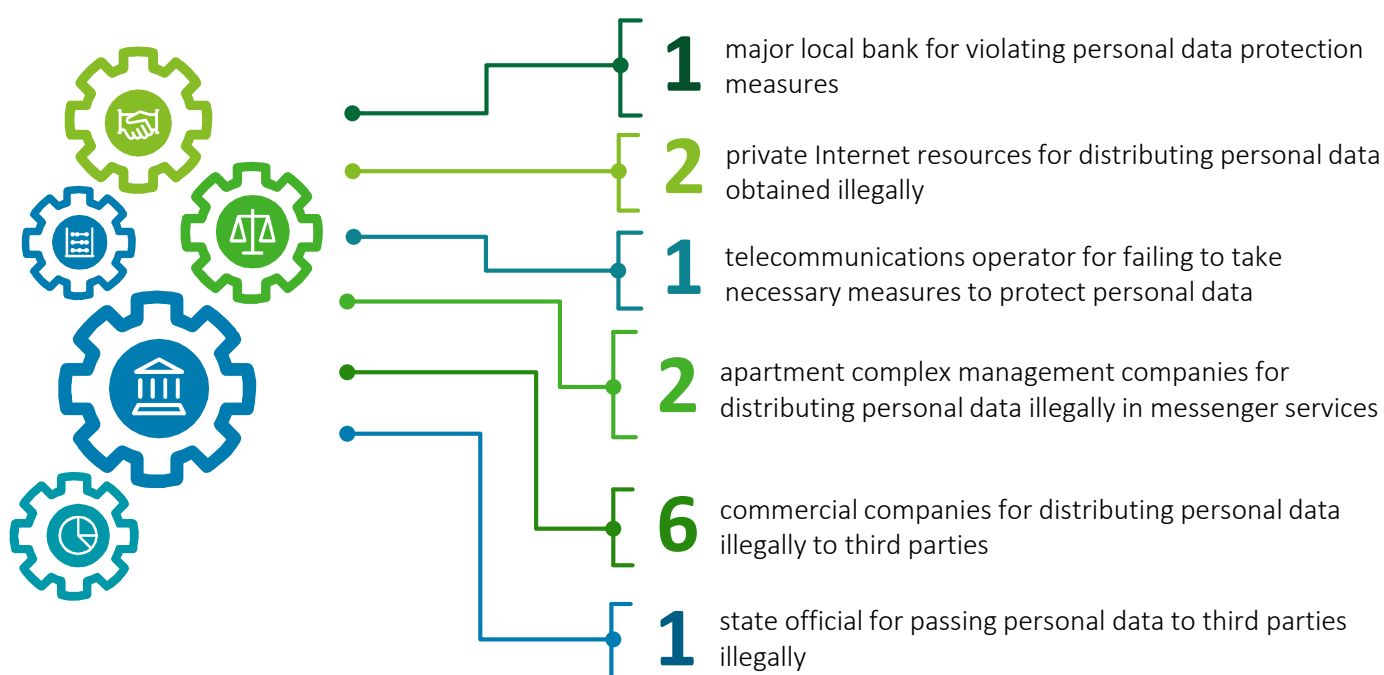 1 major local bank for violating personal data protection
measures
2 private Internet resources for distributing personal data
obtained illegally
1 telecommunications operator for failing to take
necessary measures to protect personal data
2 apartment complex management companies for
distributing personal data illegally in messenger services
6 commercial companies for distributing personal data
illegally to third parties
1 state official for passing personal data to third parties
illegally